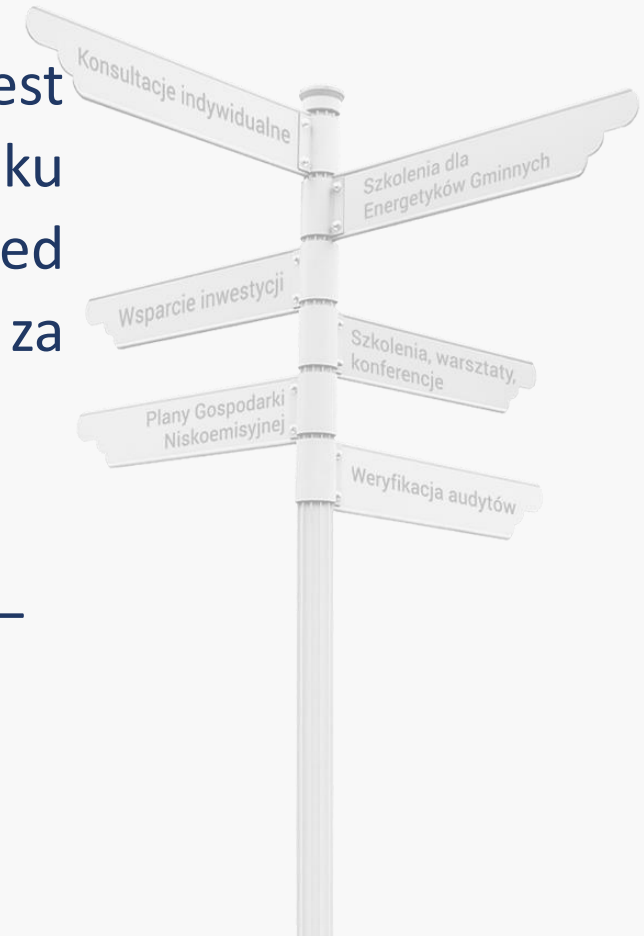 est
ku
ed
za
–
Konsultacje indywidualne
Szkolenia dla
Energetyków Gminnych
Wsparcie inwestycji
Szkolenia, warsztaty,
konferencje
Plany Gospodarki
Niskoemisyjnej
Weryfikacja audytów